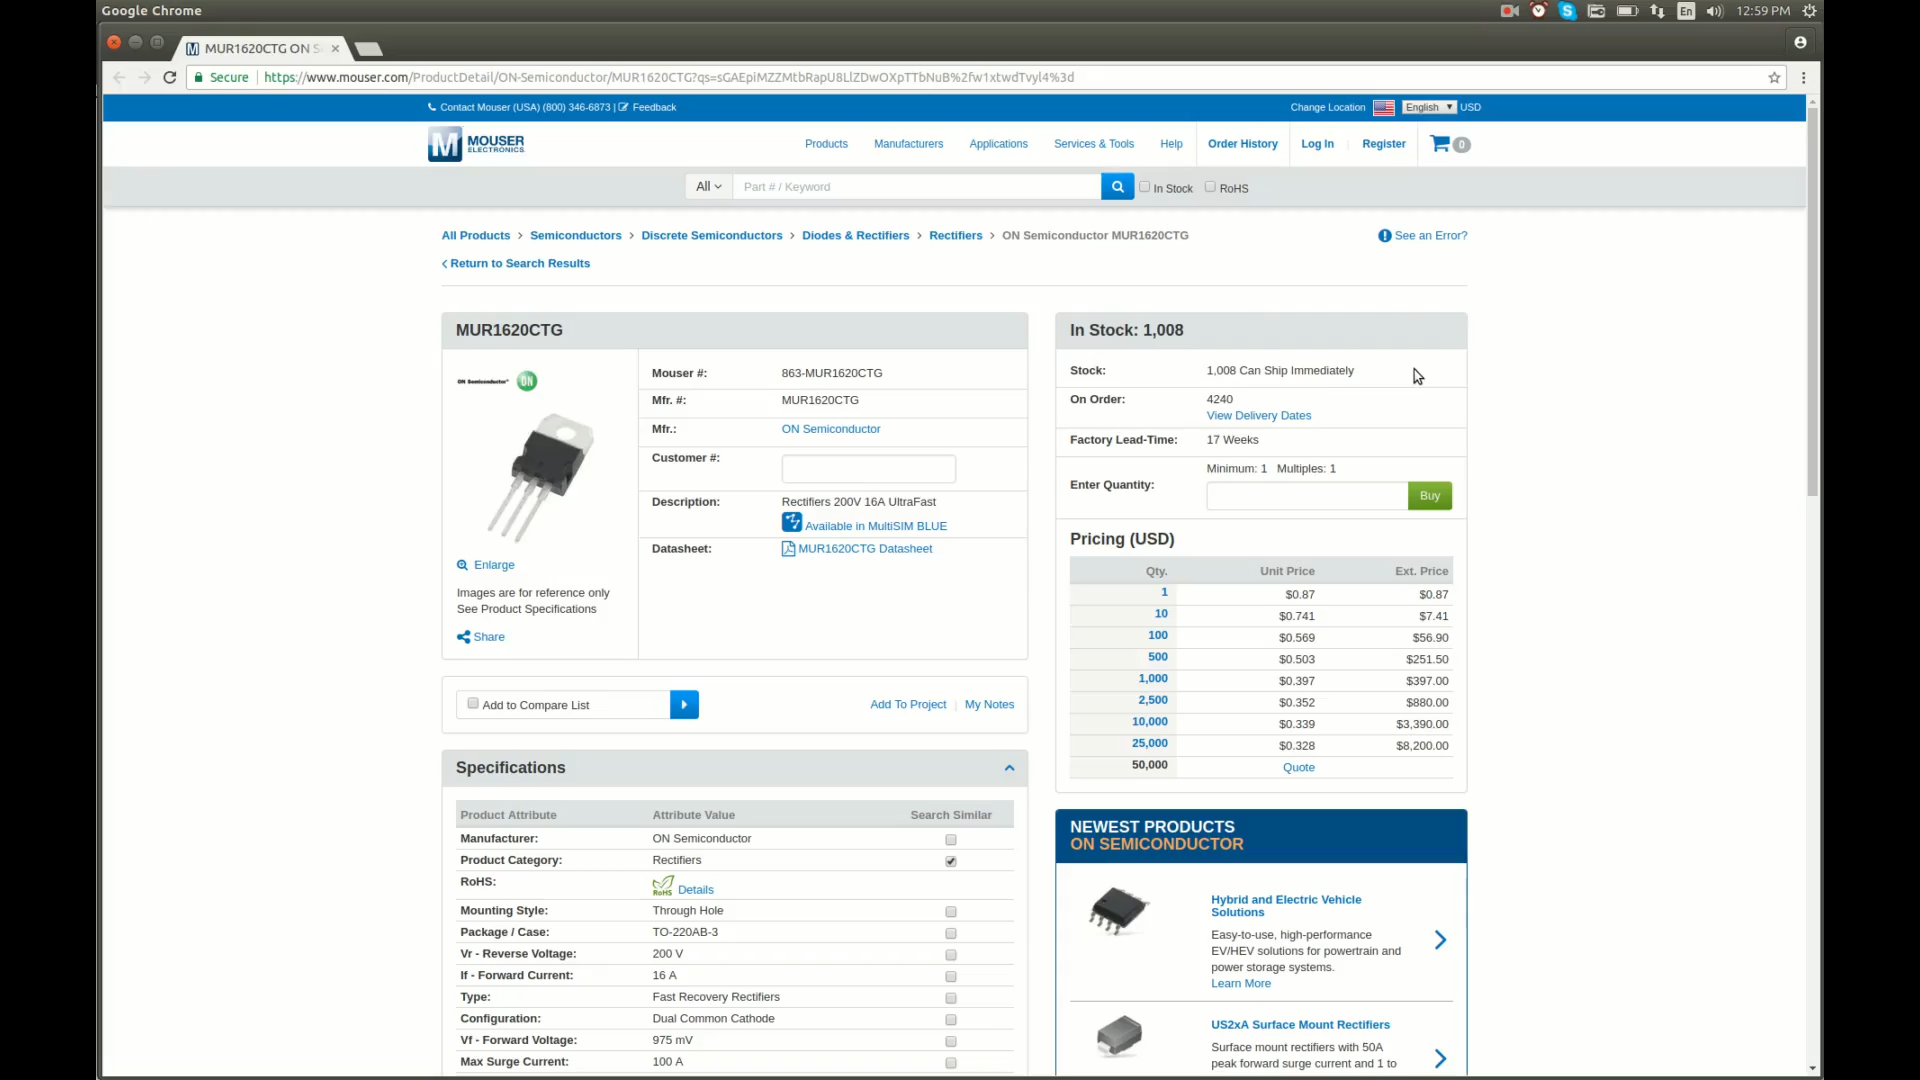 Google Chrome
En
12:59 PM
MUR1620CTG ON S
Secure
https://www.mouser.com/ProductDetail/ON-Semiconductor/MUR1620CTG?qs=sGAEpiMZZMtbRapU8LlZDwOXpTTbNuB%2fw1xtwdTvyl4%3d
Contact Mouser (USA) (800) 346-6873 | Feedback
Change Location English USD
MOUSER
ELECTRONICS
Products Manufacturers Applications Services & Tools Help Order History Log In Register 0
All Part # / Keyword In Stock RoHS
All Products > Semiconductors > Discrete Semiconductors > Diodes & Rectifiers > Rectifiers > ON Semiconductor MUR1620CTG
See an Error?
Return to Search Results
MUR1620CTG
ON Semiconductor ON
Enlarge
Images are for reference only
See Product Specifications
Share
Mouser #: 863-MUR1620CTG
Mfr. #: MUR1620CTG
Mfr.: ON Semiconductor
Customer #:
Description: Rectifiers 200V 16A UltraFast
Available in MultiSIM BLUE
Datasheet: MUR1620CTG Datasheet
Add to Compare List
Add To Project | My Notes
Specifications
Product Attribute Attribute Value Search Similar
Manufacturer: ON Semiconductor
Product Category: Rectifiers
RoHS: RoHS Details
Mounting Style: Through Hole
Package / Case: TO-220AB-3
Vr - Reverse Voltage: 200 V
If - Forward Current: 16 A
Type: Fast Recovery Rectifiers
Configuration: Dual Common Cathode
Vf - Forward Voltage: 975 mV
Max Surge Current: 100 A
In Stock: 1,008
Stock: 1,008 Can Ship Immediately
On Order: 4240
View Delivery Dates
Factory Lead-Time: 17 Weeks
Minimum: 1 Multiples: 1
Enter Quantity: Buy
Pricing (USD)
Qty. Unit Price Ext. Price
1 $0.87 $0.87
10 $0.741 $7.41
100 $0.569 $56.90
500 $0.503 $251.50
1,000 $0.397 $397.00
2,500 $0.352 $880.00
10,000 $0.339 $3,390.00
25,000 $0.328 $8,200.00
50,000 Quote
NEWEST PRODUCTS
ON SEMICONDUCTOR
Hybrid and Electric Vehicle
Solutions
Easy-to-use, high-performance
EV/HEV solutions for powertrain and
power storage systems.
Learn More
US2xA Surface Mount Rectifiers
Surface mount rectifiers with 50A
peak forward surge current and 1 to